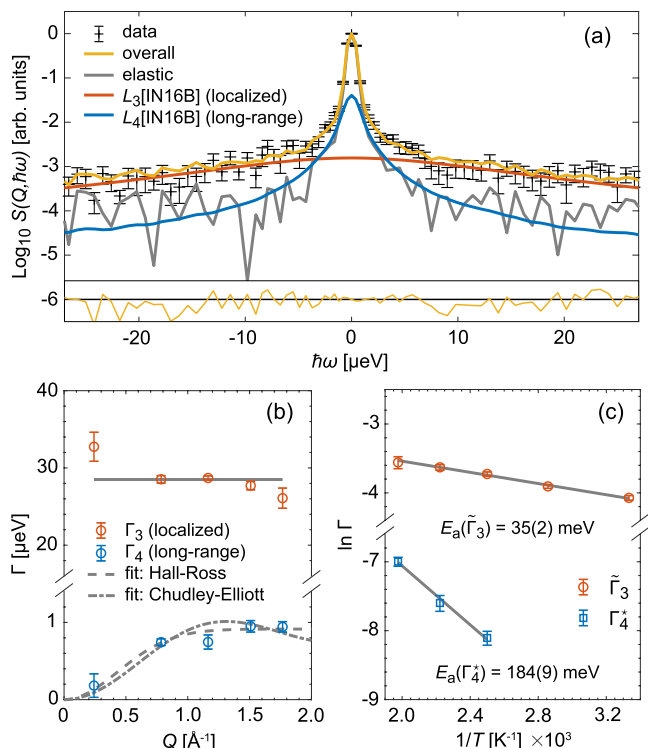 (a)
data
overall
elastic
L₃[IN16B] (localized)
L₄[IN16B] (long-range)
Log₁₀ S(Q,ħω) [arb. units]
0
-1
-2
-3
-4
-5
-6
-20 -10 0 10 20
ħω [µeV]
(b)
Γ [µeV]
40
30
20
1
0
Γ₃ (localized)
Γ₄ (long-range)
fit: Hall-Ross
fit: Chudley-Elliott
0 0.5 1.0 1.5 2.0
Q [Å⁻¹]
(c)
ln Γ
-3
-4
-7
-8
-9
Eₐ(Γ̃₃) = 35(2) meV
Γ̃₃
Γ₄*
Eₐ(Γ₄*) = 184(9) meV
2.0 2.4 2.8 3.2
1/T [K⁻¹] ×10³